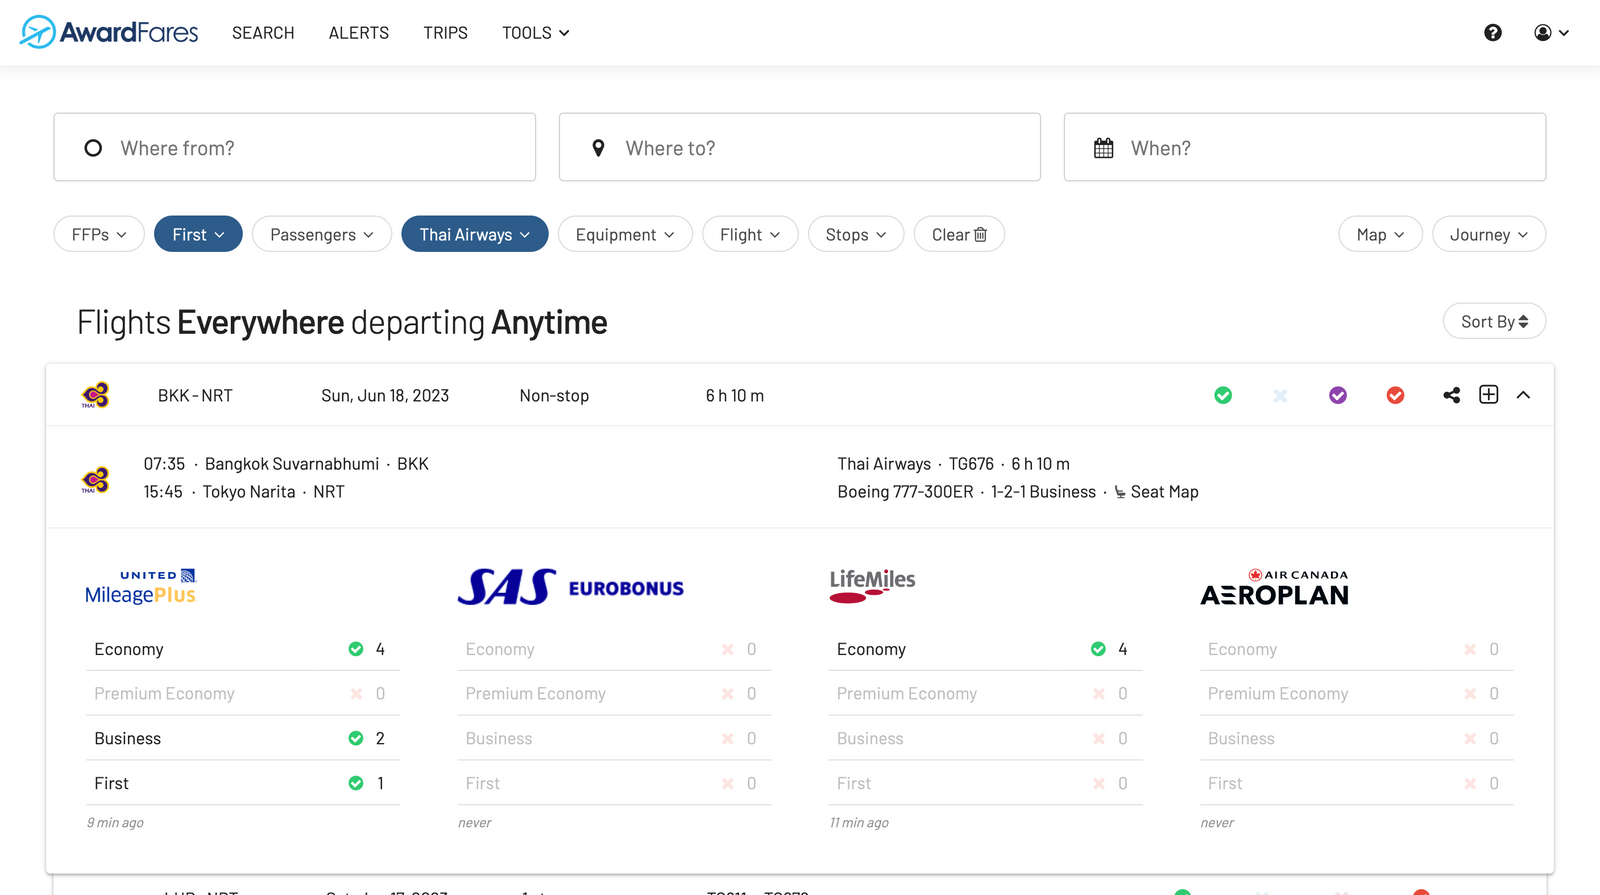 AwardFares SEARCH ALERTS TRIPS TOOLS
Where from? Where to? When?
FFPs First Passengers Thai Airways Equipment Flight Stops Clear Map Journey
Flights Everywhere departing Anytime Sort By
THAI BKK - NRT Sun, Jun 18, 2023 Non-stop 6 h 10 m
07:35 · Bangkok Suvarnabhumi · BKK Thai Airways · TG676 · 6 h 10 m
THAI 15:45 · Tokyo Narita · NRT Boeing 777-300ER · 1-2-1 Business · Seat Map
UNITED MileagePlus
Economy 4
Premium Economy 0
Business 2
First 1
9 min ago
SAS EUROBONUS
Economy 0
Premium Economy 0
Business 0
First 0
never
LifeMiles
Economy 4
Premium Economy 0
Business 0
First 0
11 min ago
AIR CANADA
AEROPLAN
Economy 0
Premium Economy 0
Business 0
First 0
never